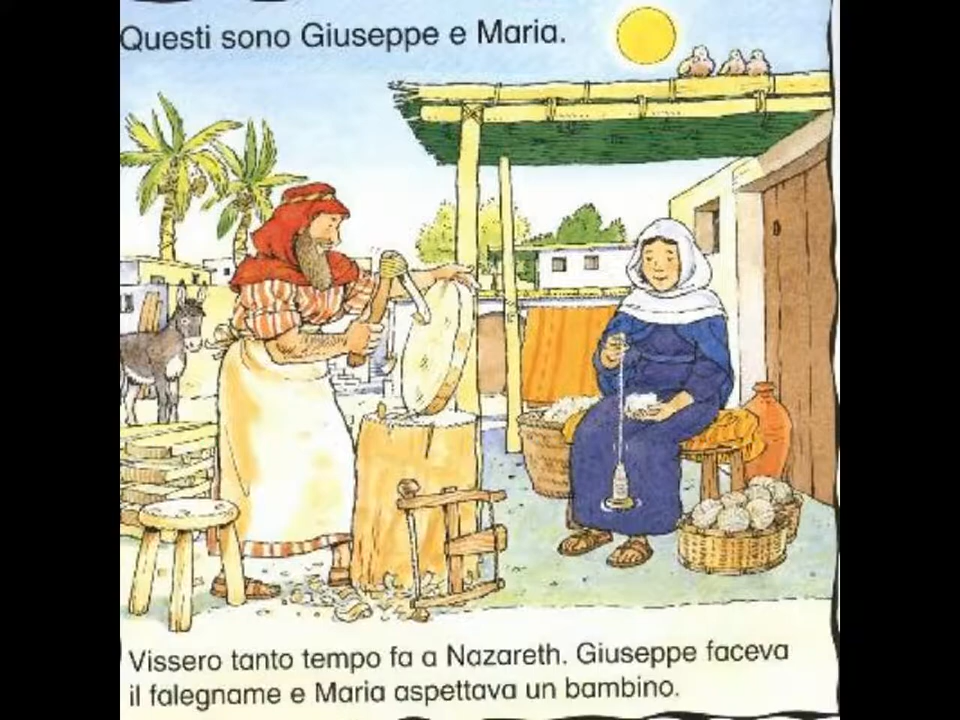 Questi sono Giuseppe e Maria.
Vissero tanto tempo fa a Nazareth. Giuseppe faceva
il falegname e Maria aspettava un bambino.